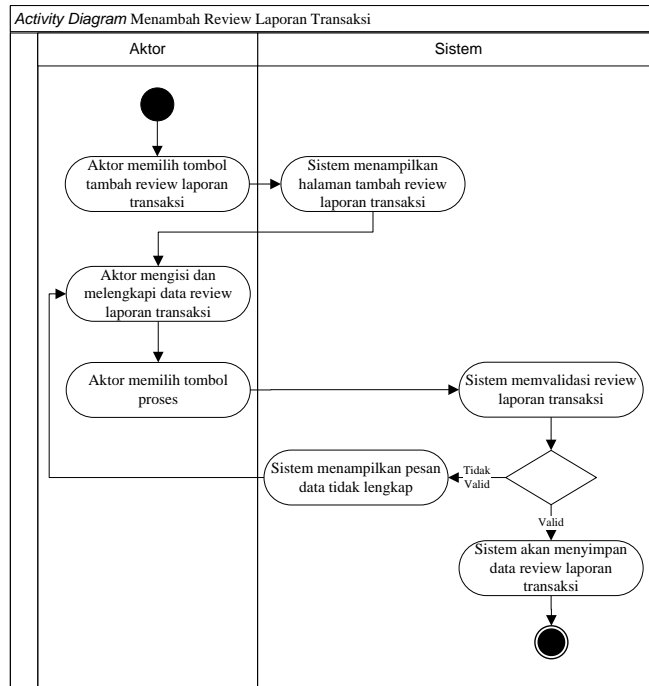 Activity Diagram Menambah Review Laporan Transaksi
Aktor
Sistem
Aktor memilih tombol
tambah review laporan
transaksi
Sistem menampilkan
halaman tambah review
laporan transaksi
Aktor mengisi dan
melengkapi data review
laporan transaksi
Aktor memilih tombol
proses
Sistem memvalidasi review
laporan transaksi
Sistem menampilkan pesan
data tidak lengkap
Tidak
Valid
Valid
Sistem akan menyimpan
data review laporan
transaksi